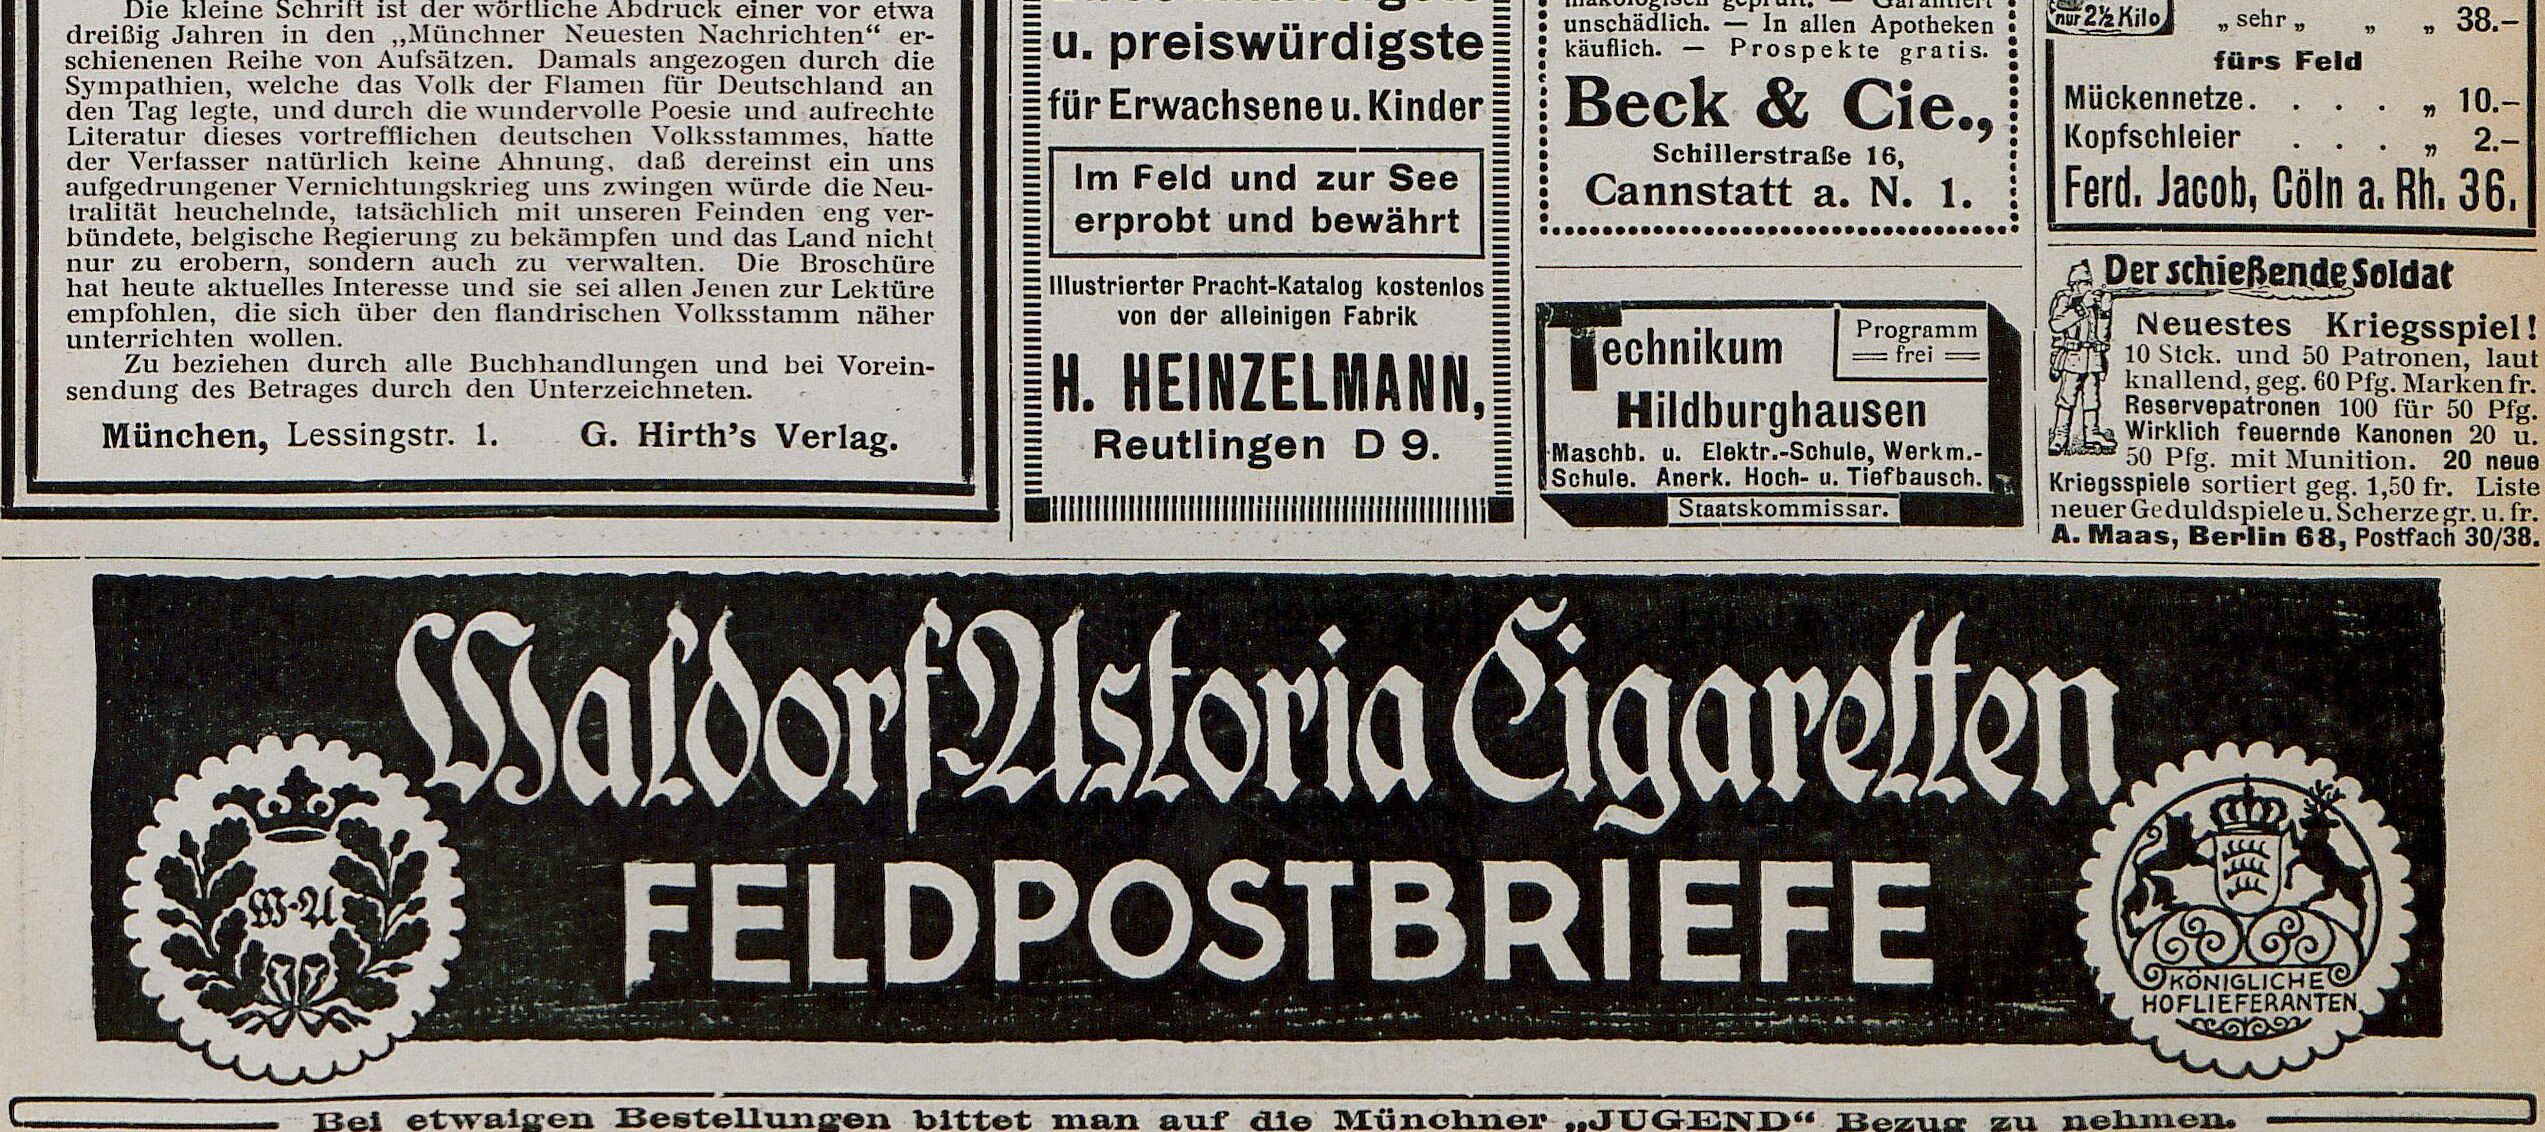 Die kleine Schrift ist der wörtliche Abdruck einer vor etwa
dreißig Jahren in den „Münchner Neuesten Nachrichten“ er-
schienenen Reihe von Aufsätzen. Damals angezogen durch die
Sympathien, welche das Volk der Flamen für Deutschland an
den Tag legte, und durch die wundervolle Poesie und aufrechte
Literatur dieses vortrefflichen deutschen Volksstammes, hatte
der Verfasser natürlich keine Ahnung, daß dereinst ein uns
aufgedrungener Vernichtungskrieg uns zwingen würde die Neu-
tralität heuchelnde, tatsächlich mit unseren Feinden eng ver-
bündete, belgische Regierung zu bekämpfen und das Land nicht
nur zu erobern, sondern auch zu verwalten. Die Broschüre
hat heute aktuelles Interesse und sie sei allen Jenen zur Lektüre
empfohlen, die sich über den flandrischen Volksstamm näher
unterrichten wollen.
Zu beziehen durch alle Buchhandlungen und bei Vorein-
sendung des Betrages durch den Unterzeichneten.
München, Lessingstr. 1. G. Hirth's Verlag.
u. preiswürdigste
für Erwachsene u. Kinder
Im Feld und zur See
erprobt und bewährt
Illustrierter Pracht-Katalog kostenlos
von der alleinigen Fabrik
H. HEINZELMANN,
Reutlingen D 9.
unschädlich. — In allen Apotheken
käuflich. — Prospekte gratis.
Beck & Cie.,
Schillerstraße 16,
Cannstatt a. N. 1.
Technikum
Programm
frei
Hildburghausen
Maschb. u. Elektr.-Schule, Werkm.-
Schule. Anerk. Hoch- u. Tiefbausch.
Staatskommissar.
nur 2½ Kilo
„ sehr „ „ „ 38.–
fürs Feld
Mückennetze. . . . . „ 10.–
Kopfschleier . . . . „ 2.–
Ferd. Jacob, Cöln a. Rh. 36.
Der schießende Soldat
Neuestes Kriegsspiel!
10 Stck. und 50 Patronen, laut
knallend, geg. 60 Pfg. Marken fr.
Reservepatronen 100 für 50 Pfg.
Wirklich feuernde Kanonen 20 u.
50 Pfg. mit Munition. 20 neue
Kriegsspiele sortiert geg. 1,50 fr. Liste
neuer Geduldspiele u. Scherze gr. u. fr.
A. Maas, Berlin 68, Postfach 30/38.
Waldorf Astoria Cigaretten
FELDPOSTBRIEFE
W·A
KÖNIGLICHE
HOFLIEFERANTEN
Bei etwaigen Bestellungen bittet man auf die Münchner „JUGEND“ Bezug zu nehmen.